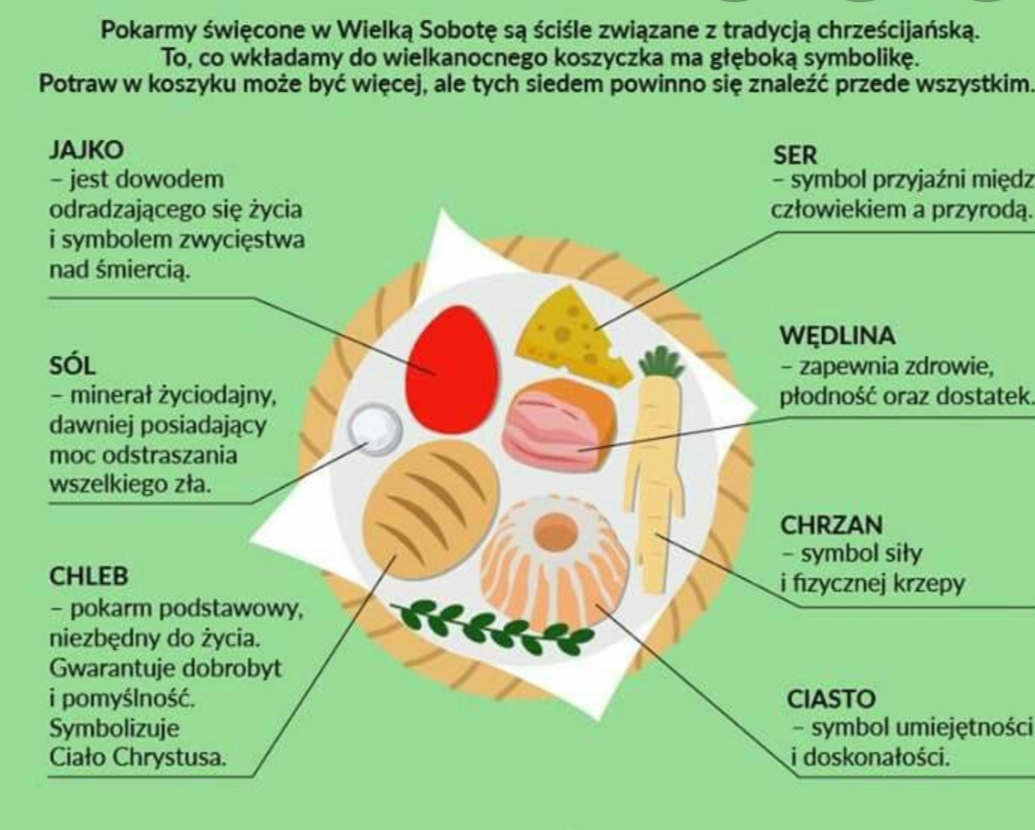 Pokarmy święcone w Wielką Sobotę są ściśle związane z tradycją chrześcijańską.
To, co wkładamy do wielkanocnego koszyczka ma głęboką symbolikę.
Potraw w koszyku może być więcej, ale tych siedem powinno się znaleźć przede wszystkim.
JAJKO
– jest dowodem
odradzającego się życia
i symbolem zwycięstwa
nad śmiercią.
SÓL
– minerał życiodajny,
dawniej posiadający
moc odstraszania
wszelkiego zła.
CHLEB
– pokarm podstawowy,
niezbędny do życia.
Gwarantuje dobrobyt
i pomyślność.
Symbolizuje
Ciało Chrystusa.
SER
– symbol przyjaźni międz
człowiekiem a przyrodą.
WĘDLINA
– zapewnia zdrowie,
płodność oraz dostatek.
CHRZAN
– symbol siły
i fizycznej krzepy
CIASTO
– symbol umiejętności
i doskonałości.